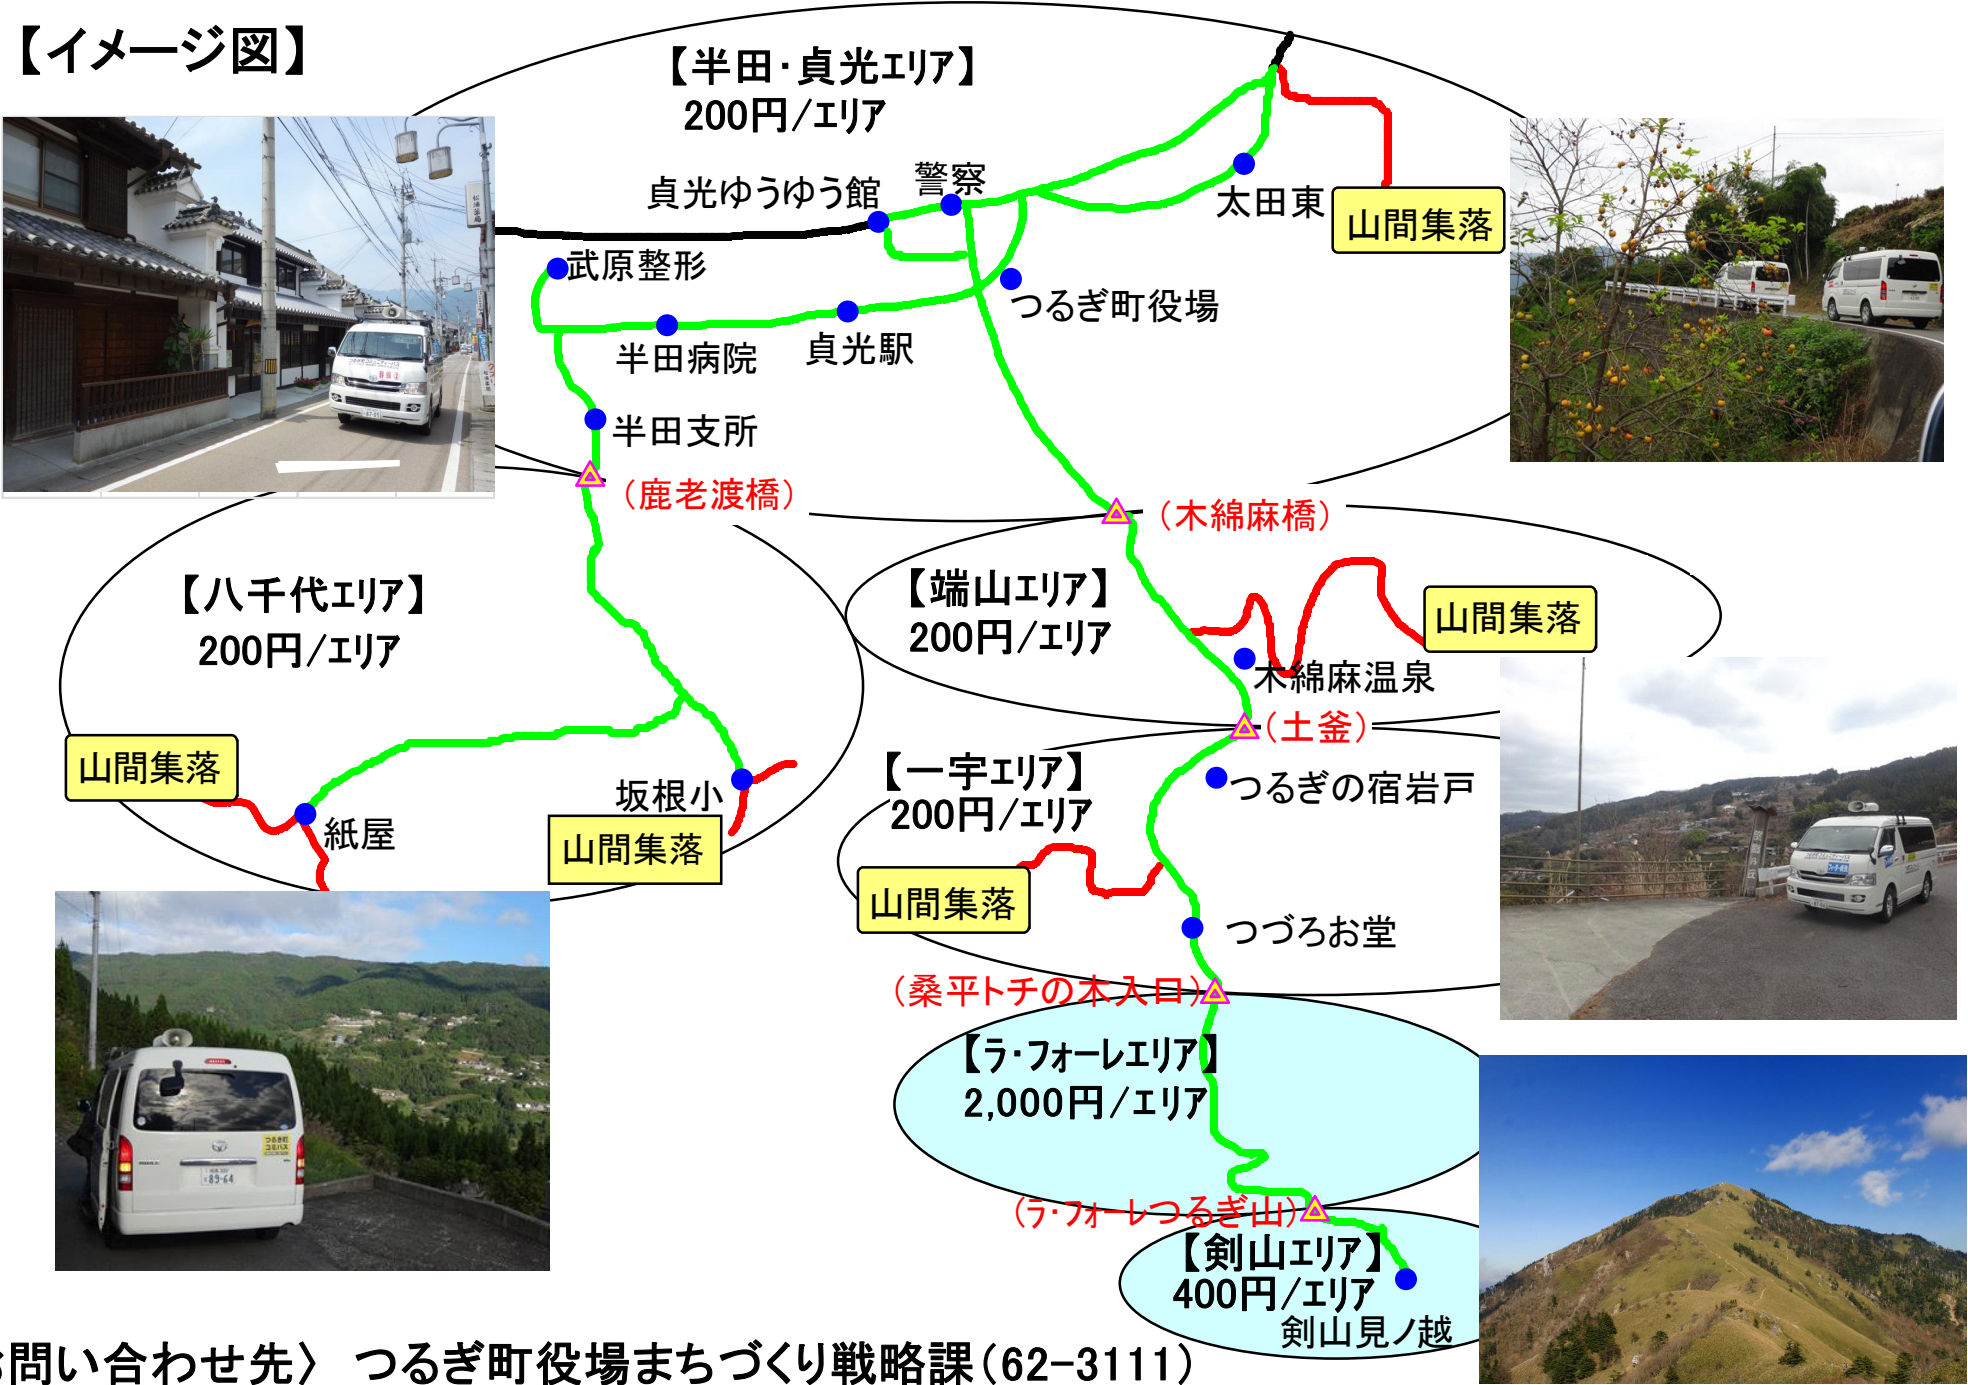 【イメージ図】
【半田・貞光エリア】
200円/エリア
貞光ゆうゆう館
警察
太田東
山間集落
武原整形
つるぎ町役場
半田病院
貞光駅
半田支所
(鹿老渡橋)
(木綿麻橋)
【八千代エリア】
200円/エリア
【端山エリア】
200円/エリア
山間集落
木綿麻温泉
(土釜)
山間集落
紙屋
坂根小
山間集落
【一宇エリア】
200円/エリア
つるぎの宿岩戸
山間集落
つづろお堂
(桑平トチの木入口)
【ラ・フォーレエリア】
2,000円/エリア
(ラ・フォーレつるぎ山)
【剣山エリア】
400円/エリア
剣山見ノ越
つるぎ町
コミバス
89-64
問い合わせ先〉 つるぎ町役場まちづくり戦略課(62-3111)